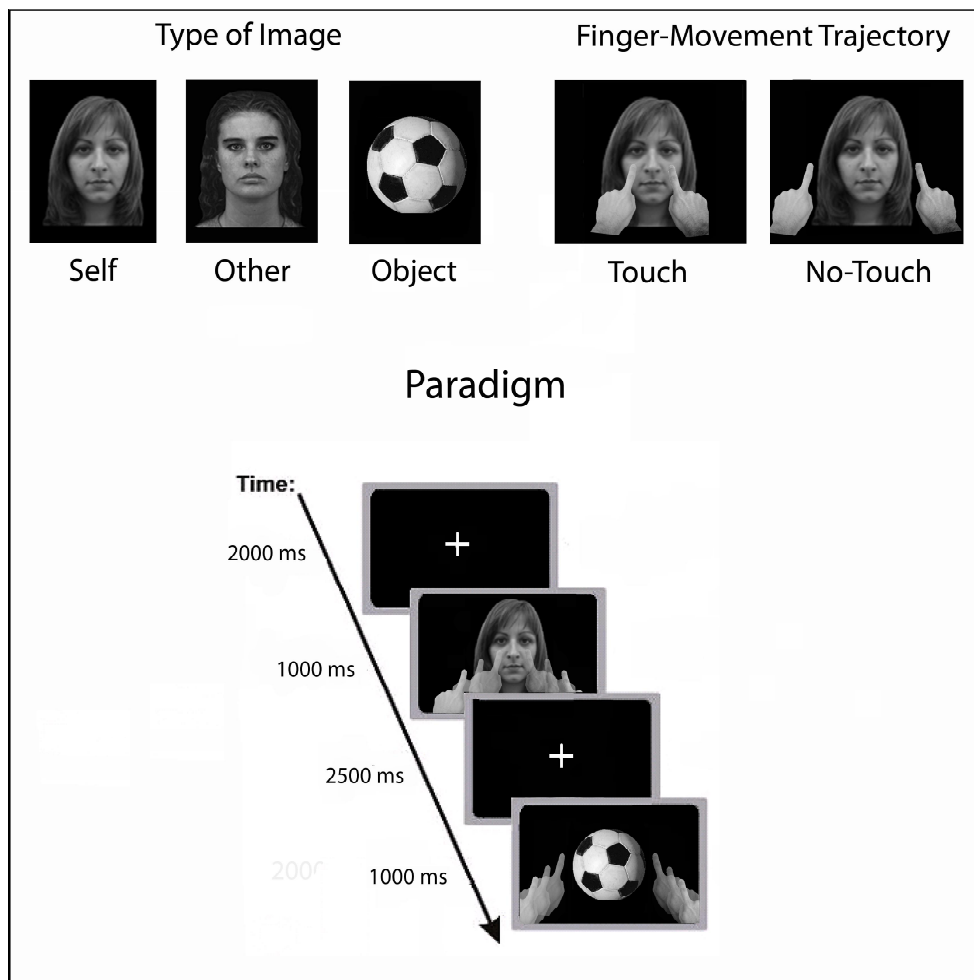 Type of Image
Finger-Movement Trajectory
Self
Other
Object
Touch
No-Touch
Paradigm
Time:
2000 ms
1000 ms
2500 ms
1000 ms